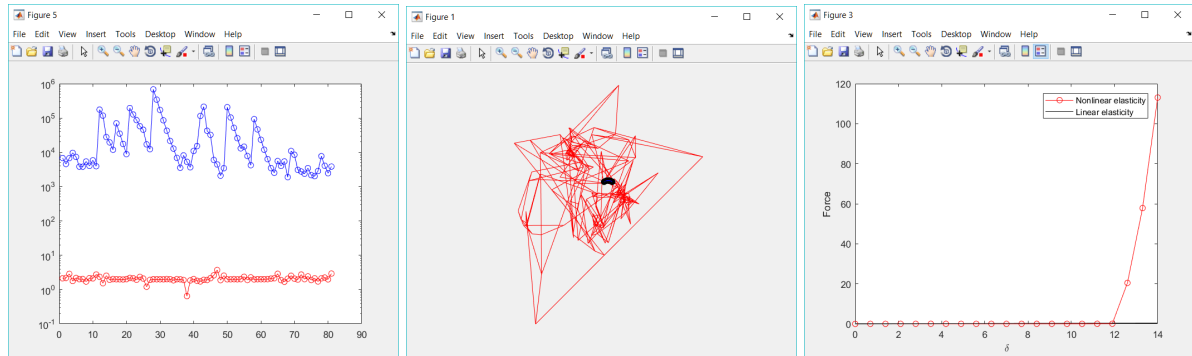 Figure 5
File Edit View Insert Tools Desktop Window Help
10^6
10^5
10^4
10^3
10^2
10^1
10^0
10^-1
0 10 20 30 40 50 60 70 80 90
Figure 1
File Edit View Insert Tools Desktop Window Help
Figure 3
File Edit View Insert Tools Desktop Window Help
120
100
80
60
40
20
0
Force
Nonlinear elasticity
Linear elasticity
0 2 4 6 8 10 12 14
δ